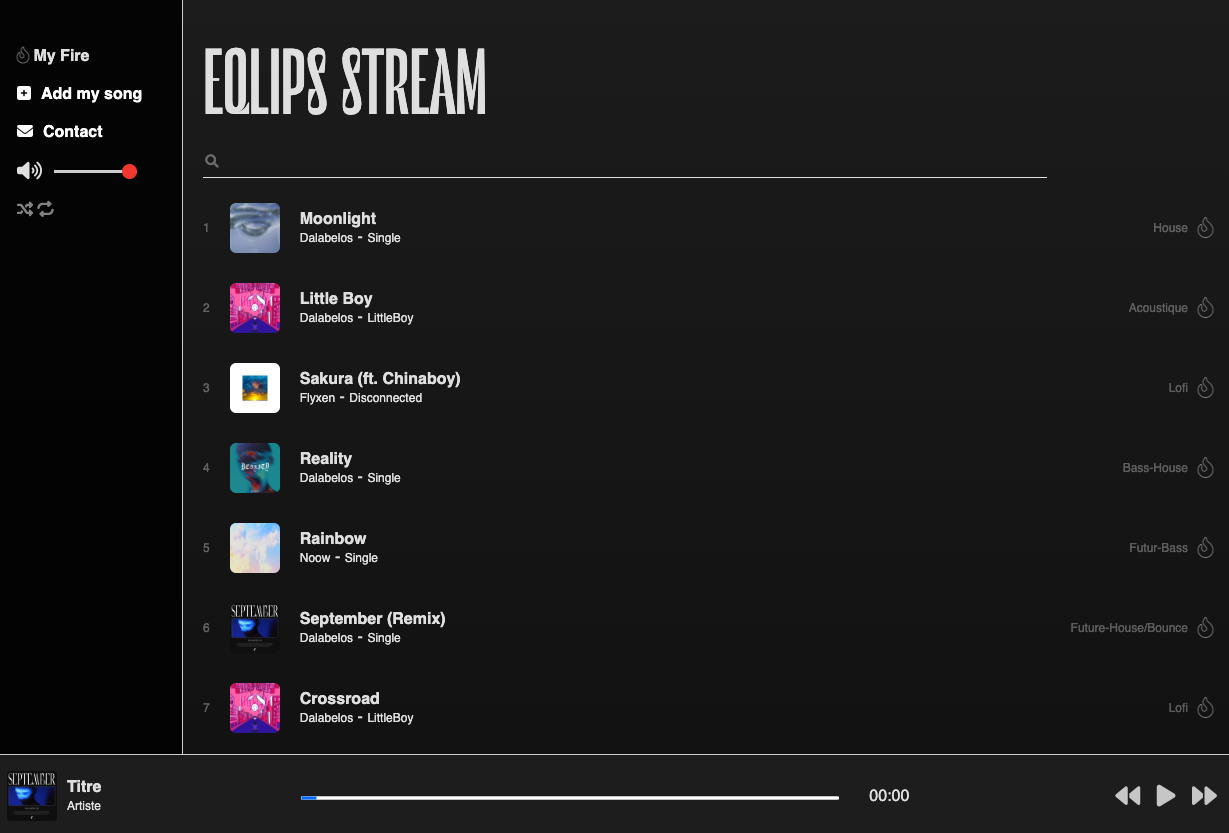 My Fire
Add my song
Contact
EQLIPS STREAM
1
Moonlight
Dalabelos - Single
House
2
Little Boy
Dalabelos - LittleBoy
Acoustique
3
Sakura (ft. Chinaboy)
Flyxen - Disconnected
Lofi
4
Reality
Dalabelos - Single
Bass-House
5
Rainbow
Noow - Single
Futur-Bass
6
SEPTEMBER
September (Remix)
Dalabelos - Single
Future-House/Bounce
7
Crossroad
Dalabelos - LittleBoy
Lofi
SEPTEMBER
Titre
Artiste
00:00